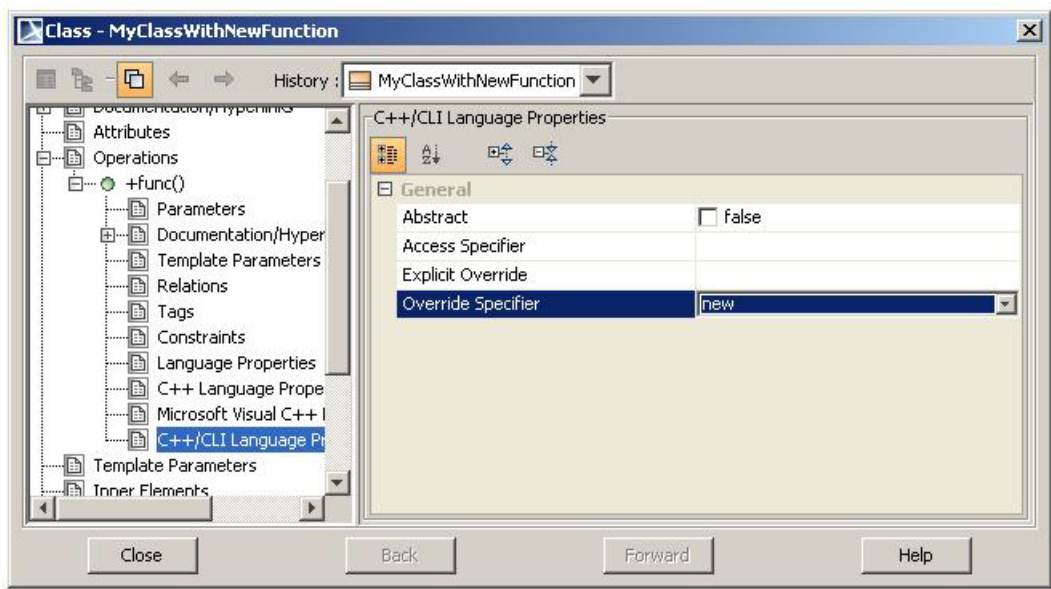 Class - MyClassWithNewFunction
History : MyClassWithNewFunction
Attributes
Operations
+func()
Parameters
Documentation/Hyper
Template Parameters
Relations
Tags
Constraints
Language Properties
C++ Language Prope
Microsoft Visual C++
C++/CLI Language Pr
Template Parameters
Inner Elements
C++/CLI Language Properties
General
Abstract false
Access Specifier
Explicit Override
Override Specifier new
Close Back Forward Help